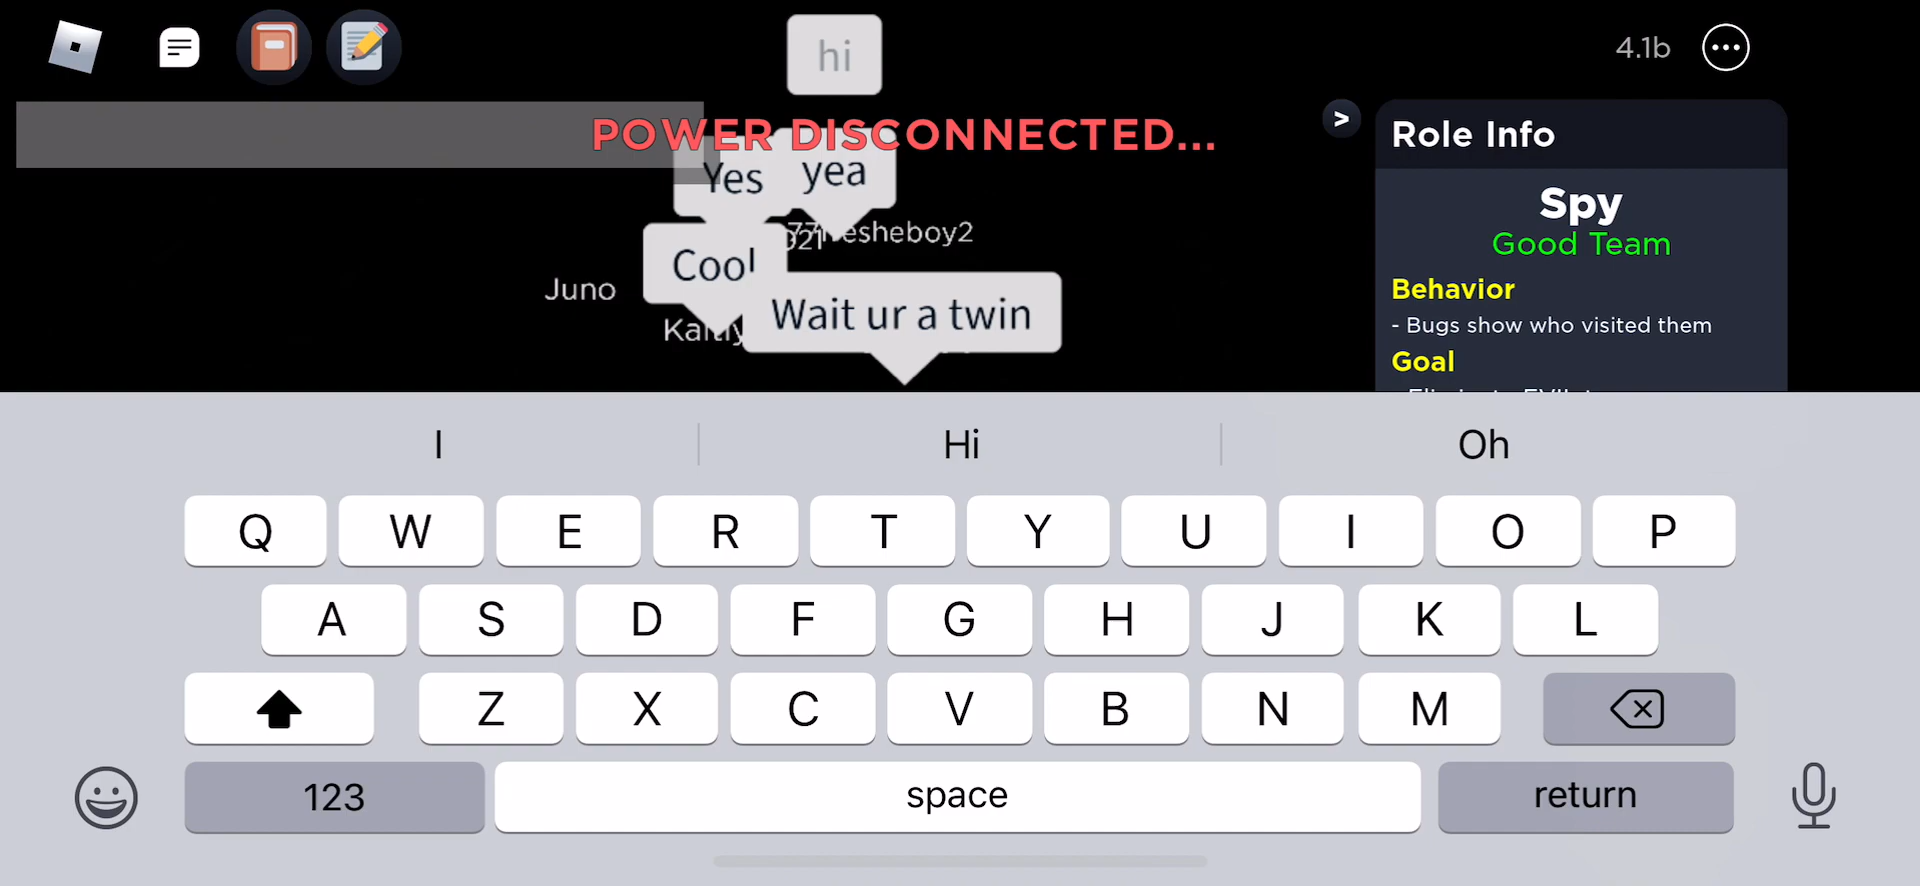 hi
4.1b
POWER DISCONNECTED...
>
Role Info
Yes
yea
Spy
esheboy2
Good Team
Cool
Juno
Behavior
Wait ur a twin
- Bugs show who visited them
Goal
I
Hi
Oh
Q W E R T Y U I O P
A S D F G H J K L
Z X C V B N M
123
space
return